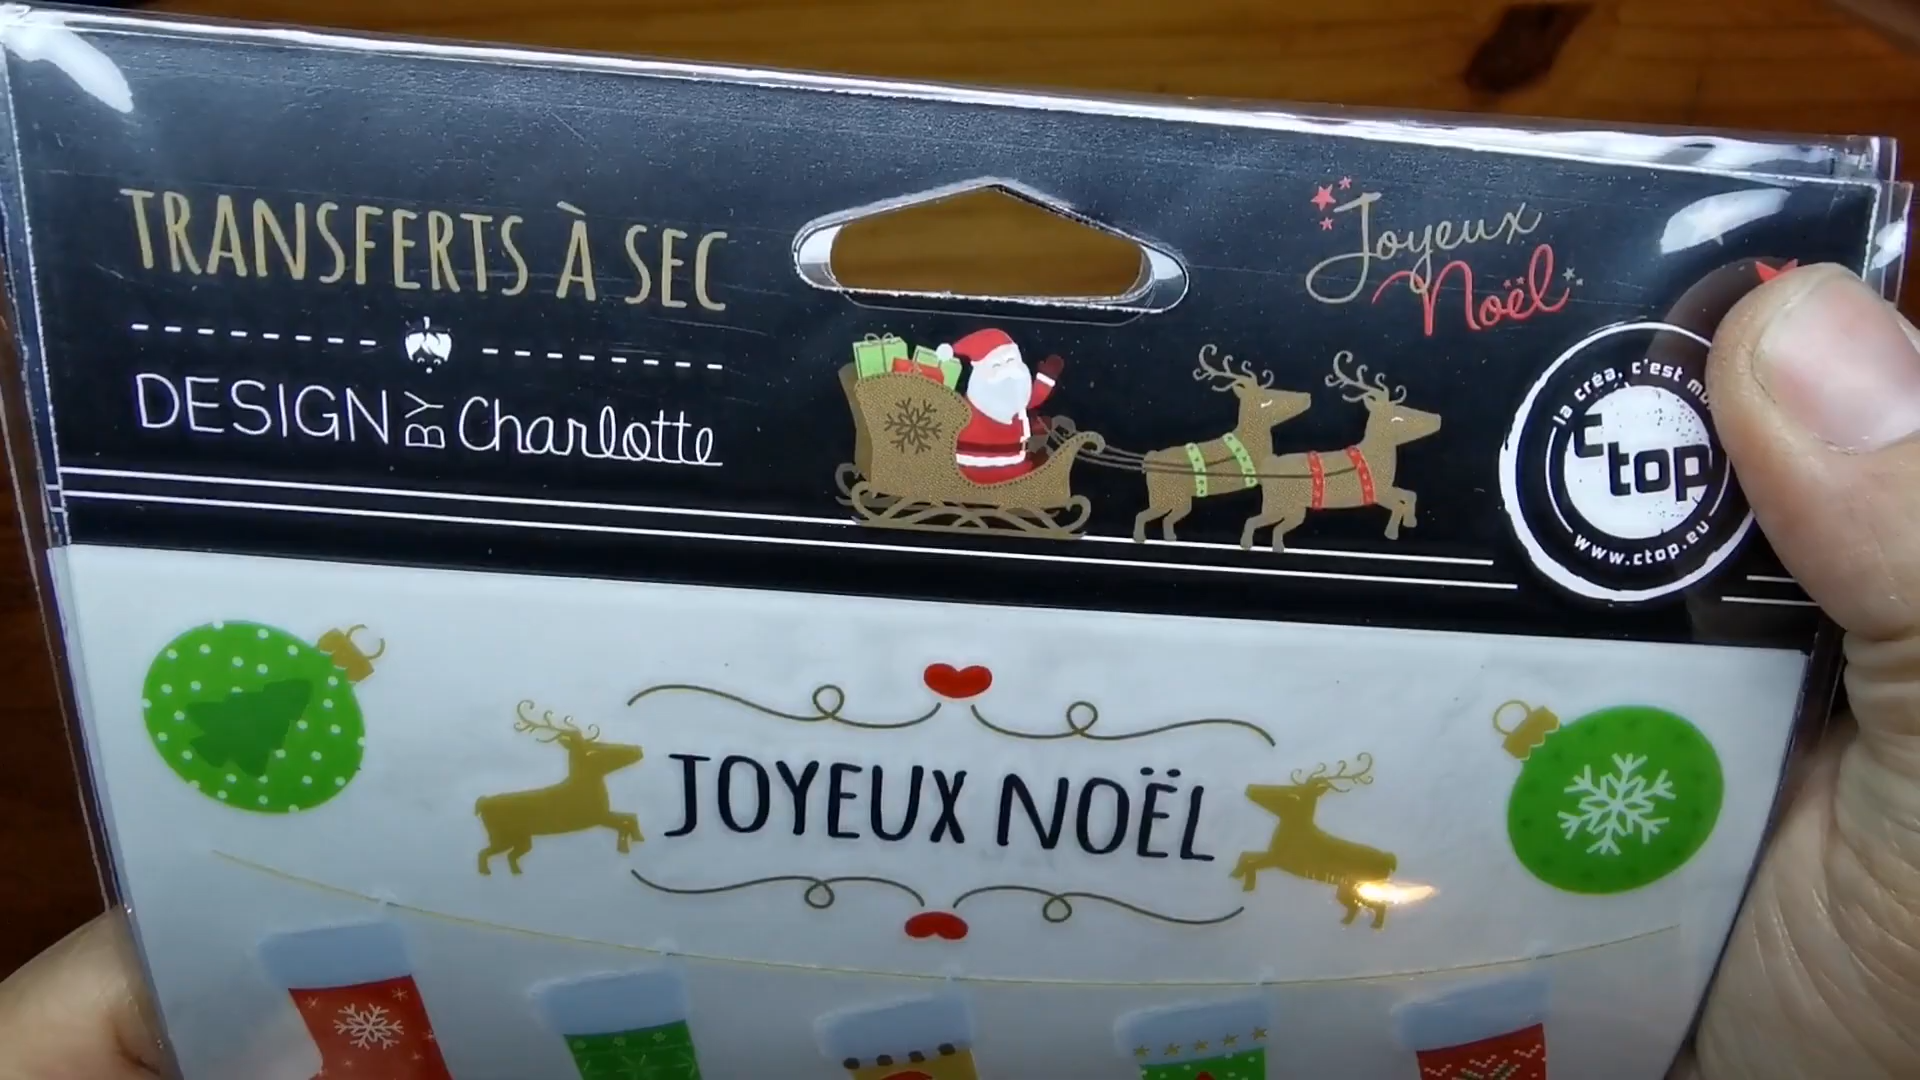 TRANSFERTS À SEC
DESIGN BY Charlotte
Joyeux
Noël
la créa, c'est
ctop
www.ctop.eu
JOYEUX NOËL